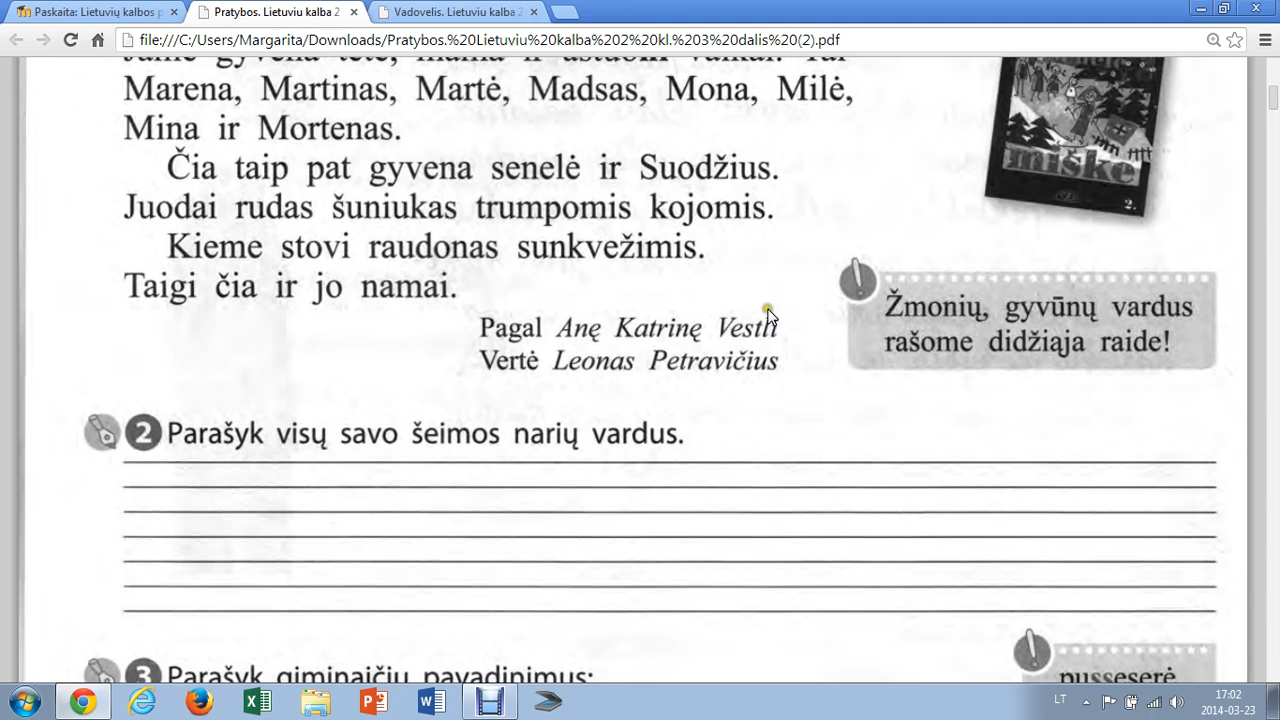 Paskaita: Lietuvių kalbos p
Pratybos. Lietuviu kalba 2
Vadovelis. Lietuviu kalba 2
file:///C:/Users/Margarita/Downloads/Pratybos.%20Lietuviu%20kalba%202%20kl.%203%20dalis%20(2).pdf
Marena, Martinas, Martė, Madsas, Mona, Milė,
Mina ir Mortenas.
Čia taip pat gyvena senelė ir Suodžius.
Juodai rudas šuniukas trumpomis kojomis.
Kieme stovi raudonas sunkvežimis.
Taigi čia ir jo namai.
Pagal Anę Katrinę Vestli
Vertė Leonas Petravičius
miške
2.
! Žmonių, gyvūnų vardus
rašome didžiąja raide!
2 Parašyk visų savo šeimos narių vardus.
3 Parašyk giminaičių pavadinimus:
! pusseserė
LT
17:02
2014-03-23